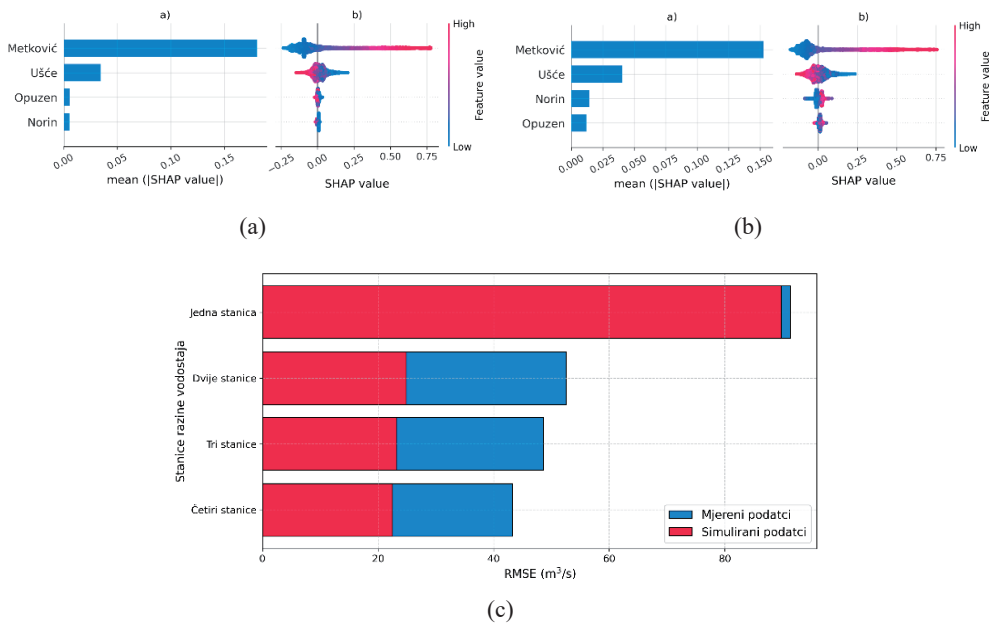 a)
b)
Metković
Ušće
Opuzen
Norin
0.00
0.05
0.10
0.15
mean (|SHAP value|)
−0.25
0.00
0.25
0.50
0.75
SHAP value
High
Feature value
Low
(a)
a)
b)
Metković
Ušće
Norin
Opuzen
0.000
0.025
0.050
0.075
0.100
0.125
0.150
mean (|SHAP value|)
0.00
0.25
0.50
0.75
SHAP value
High
Feature value
Low
(b)
Stanice razine vodostaja
Jedna stanica
Dvije stanice
Tri stanice
Četiri stanice
Mjereni podatci
Simulirani podatci
0
20
40
60
80
RMSE (m³/s)
(c)